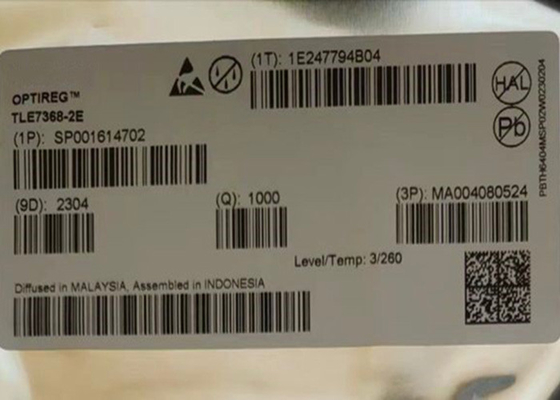 (1T): 1E247794B04
OPTIREG™
TLE7368-2E
(1P): SP001614702
HAL
Pb
(9D): 2304
(Q): 1000
(3P): MA004080524
Level/Temp: 3/260
Diffused in MALAYSIA, Assembled in INDONESIA